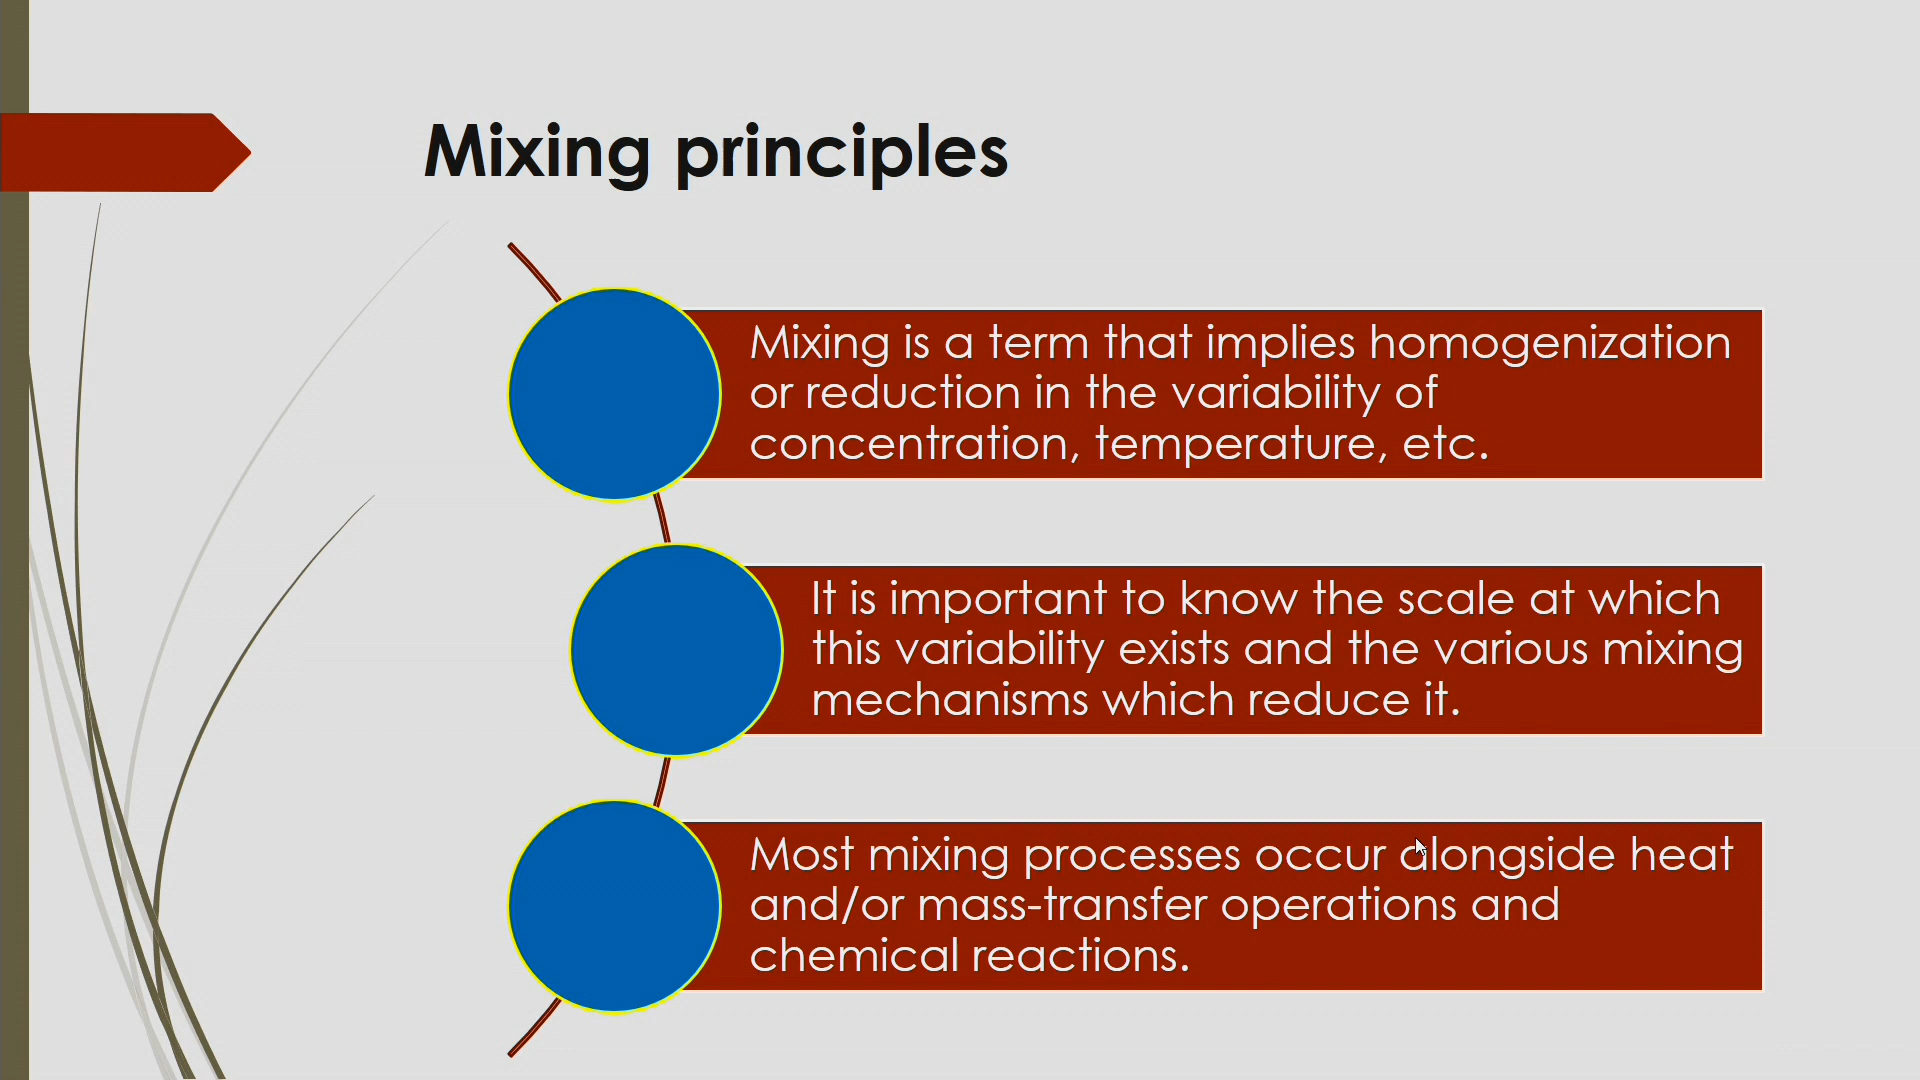 Mixing principles
Mixing is a term that implies homogenization
or reduction in the variability of
concentration, temperature, etc.
It is important to know the scale at which
this variability exists and the various mixing
mechanisms which reduce it.
Most mixing processes occur alongside heat
and/or mass-transfer operations and
chemical reactions.